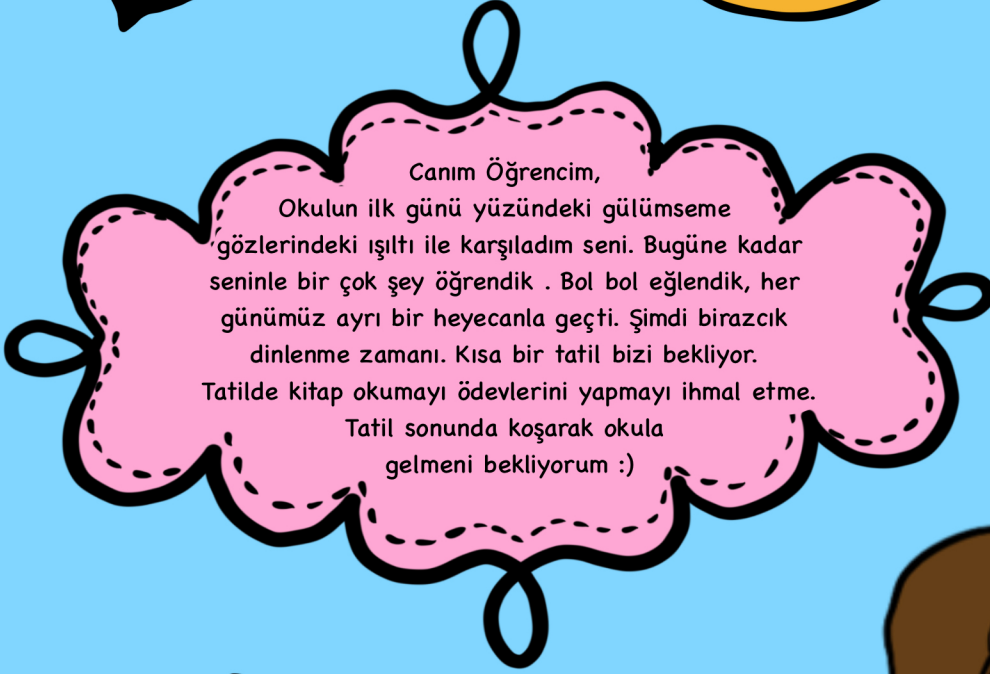 Canım Öğrencim,
Okulun ilk günü yüzündeki gülümseme
gözlerindeki ışıltı ile karşıladım seni. Bugüne kadar
seninle bir çok şey öğrendik . Bol bol eğlendik, her
günümüz ayrı bir heyecanla geçti. Şimdi birazcık
dinlenme zamanı. Kısa bir tatil bizi bekliyor.
Tatilde kitap okumayı ödevlerini yapmayı ihmal etme.
Tatil sonunda koşarak okula
gelmeni bekliyorum :)